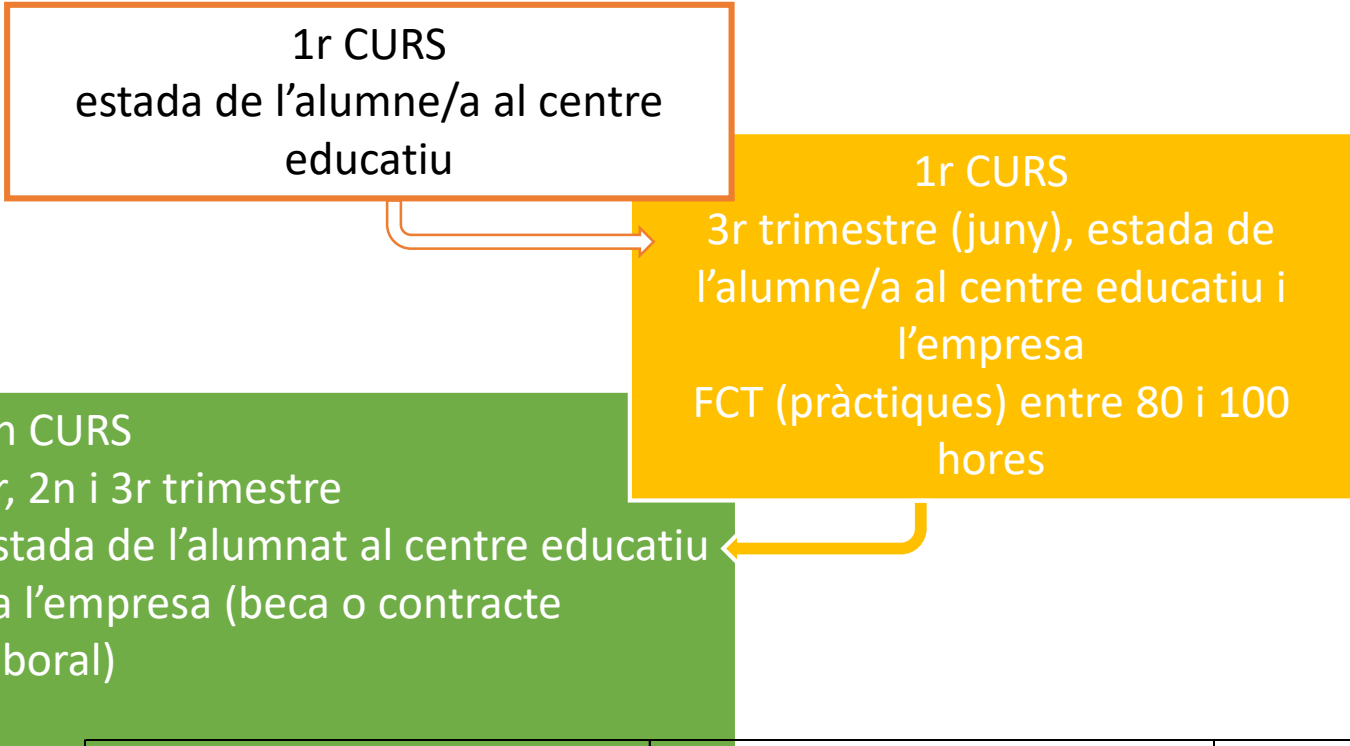 1r CURS
estada de l’alumne/a al centre
educatiu
1r CURS
3r trimestre (juny), estada de
l’alumne/a al centre educatiu i
l’empresa
FCT (pràctiques) entre 80 i 100
hores
n CURS
r, 2n i 3r trimestre
stada de l’alumnat al centre educatiu
a l’empresa (beca o contracte
boral)